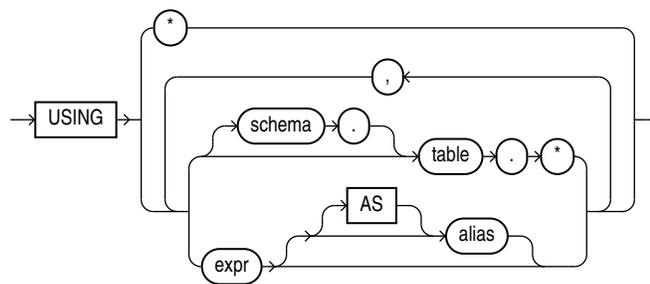 *
,
USING
schema .
table . *
AS
alias
expr